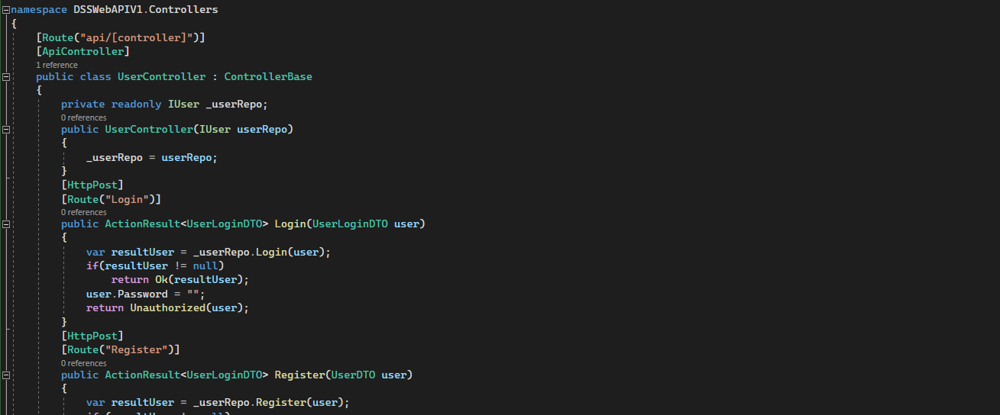 namespace DSSWebAPIV1.Controllers
{
[Route("api/[controller]")]
[ApiController]
1 reference
public class UserController : ControllerBase
{
private readonly IUser _userRepo;
0 references
public UserController(IUser userRepo)
{
_userRepo = userRepo;
}
[HttpPost]
[Route("Login")]
0 references
public ActionResult<UserLoginDTO> Login(UserLoginDTO user)
{
var resultUser = _userRepo.Login(user);
if(resultUser != null)
return Ok(resultUser);
user.Password = "";
return Unauthorized(user);
}
[HttpPost]
[Route("Register")]
0 references
public ActionResult<UserLoginDTO> Register(UserDTO user)
{
var resultUser = _userRepo.Register(user);